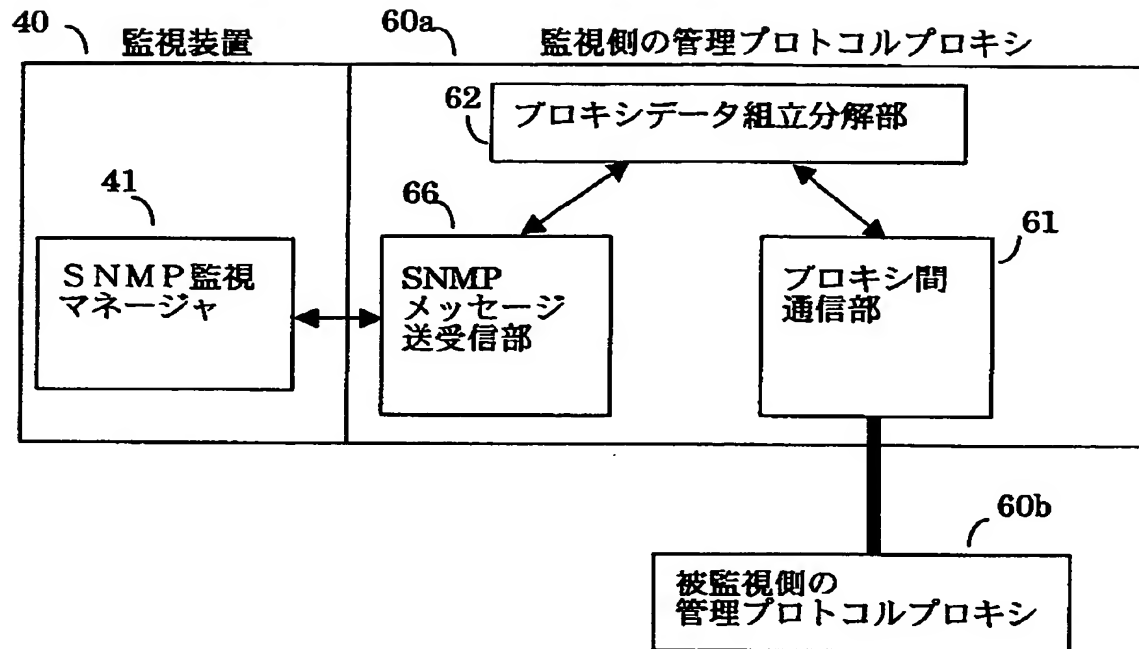 40
監視装置
60a
監視側の管理プロトコルプロキシ
62
プロキシデータ組立分解部
41
66
61
ＳＮＭＰ監視
マネージャ
SNMP
メッセージ
送受信部
プロキシ間
通信部
60b
被監視側の
管理プロトコルプロキシ